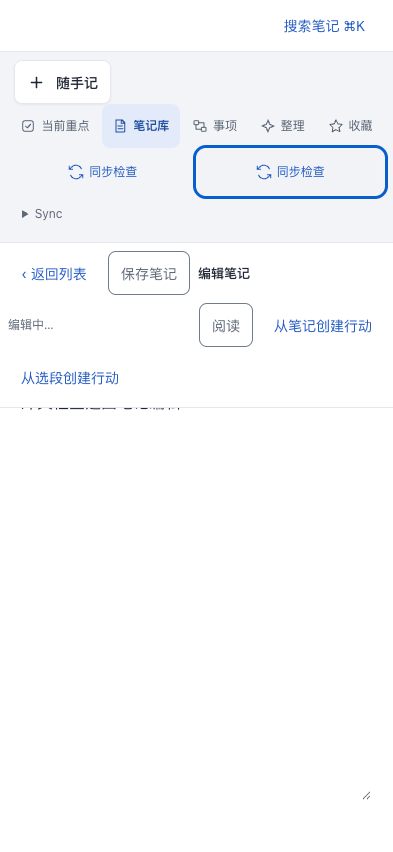 搜索笔记 ⌘K
随手记
当前重点 笔记库 事项 整理 收藏
同步检查 同步检查
Sync
‹ 返回列表 保存笔记 编辑笔记
编辑中... 阅读 从笔记创建行动
从选段创建行动